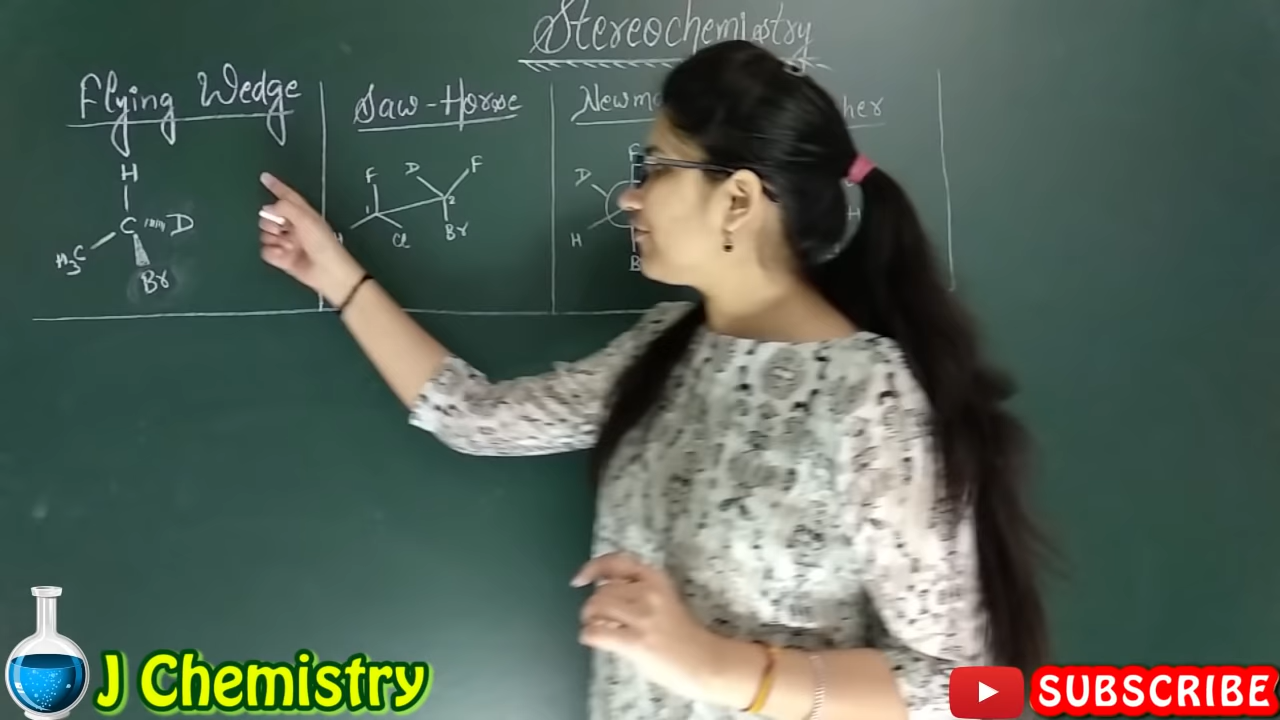 Stereochemistry
Flying Wedge
Saw-Horse
H
C
D
H3C
Br
F
D
F
1
2
Cl
Br
F
D
H
H
J Chemistry
SUBSCRIBE